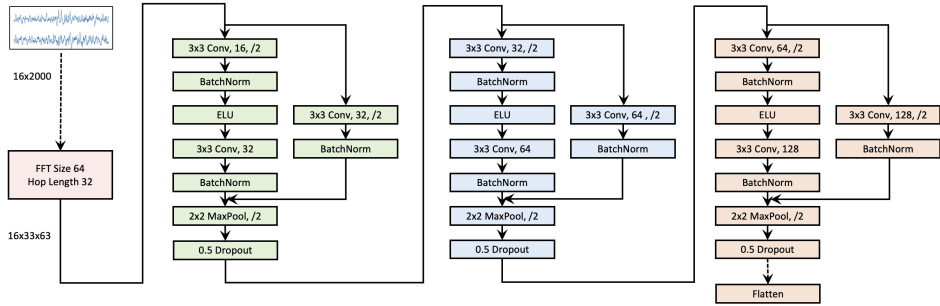 16x2000
FFT Size 64
Hop Length 32
16x33x63
3x3 Conv, 16, /2
BatchNorm
ELU
3x3 Conv, 32, /2
3x3 Conv, 32
BatchNorm
BatchNorm
2x2 MaxPool, /2
0.5 Dropout
3x3 Conv, 32, /2
BatchNorm
ELU
3x3 Conv, 64 , /2
3x3 Conv, 64
BatchNorm
BatchNorm
2x2 MaxPool, /2
0.5 Dropout
3x3 Conv, 64, /2
BatchNorm
ELU
3x3 Conv, 128, /2
3x3 Conv, 128
BatchNorm
BatchNorm
2x2 MaxPool, /2
0.5 Dropout
Flatten